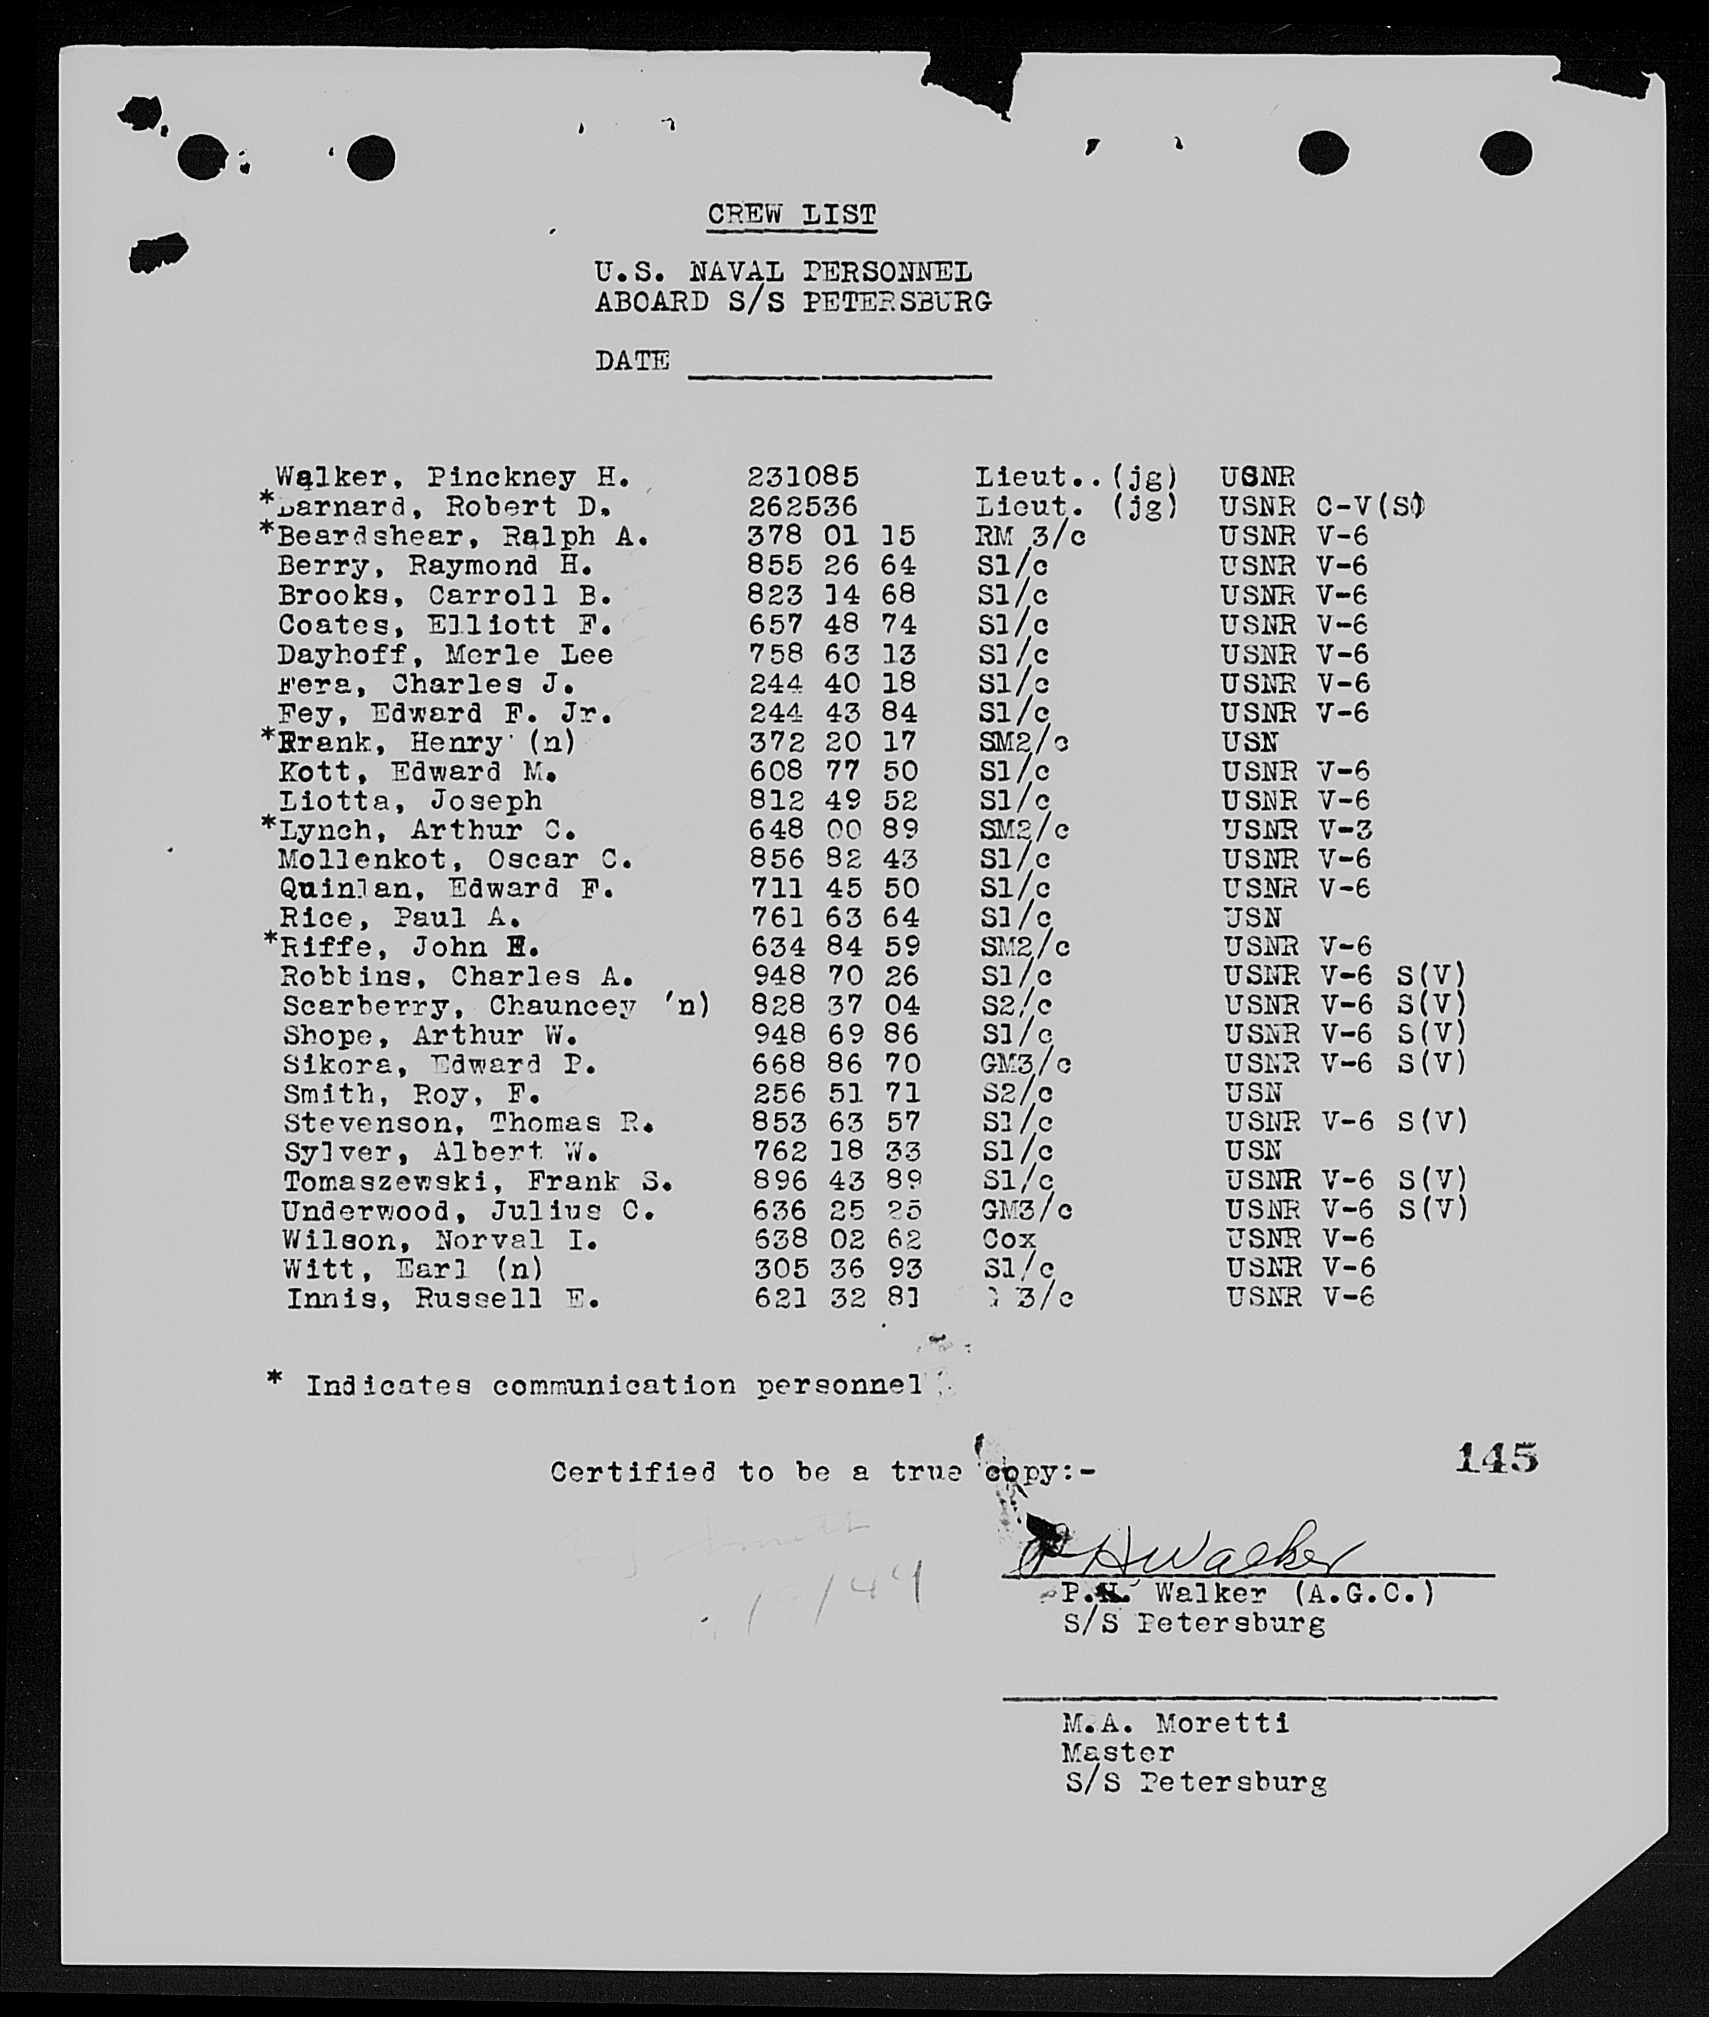 CREW LIST
U.S. NAVAL PERSONNEL
ABOARD S/S PETERSBURG
DATE
Walker, Pinckney H. 231085 Lieut..(jg) USNR
*Barnard, Robert D. 262536 Lieut. (jg) USNR C-V(S)
*Beardshear, Ralph A. 378 01 15 RM 3/c USNR V-6
Berry, Raymond H. 855 26 64 S1/c USNR V-6
Brooks, Carroll B. 823 14 68 S1/c USNR V-6
Coates, Elliott F. 657 48 74 S1/c USNR V-6
Dayhoff, Merle Lee 758 63 13 S1/c USNR V-6
Fera, Charles J. 244 40 18 S1/c USNR V-6
Fey, Edward F. Jr. 244 43 84 S1/c USNR V-6
*Frank, Henry (n) 372 20 17 SM2/c USN
Kott, Edward M. 608 77 50 S1/c USNR V-6
Liotta, Joseph 812 49 52 S1/c USNR V-6
*Lynch, Arthur C. 648 00 89 SM2/c USNR V-3
Mollenkot, Oscar C. 856 82 43 S1/c USNR V-6
Quinlan, Edward F. 711 45 50 S1/c USNR V-6
Rice, Paul A. 761 63 64 S1/c USN
*Riffe, John E. 634 84 59 SM2/c USNR V-6
Robbins, Charles A. 948 70 26 S1/c USNR V-6 S(V)
Scarberry, Chauncey (n) 828 37 04 S2/c USNR V-6 S(V)
Shope, Arthur W. 948 69 86 S1/c USNR V-6 S(V)
Sikora, Edward P. 668 86 70 GM3/c USNR V-6 S(V)
Smith, Roy, F. 256 51 71 S2/c USN
Stevenson, Thomas R. 853 63 57 S1/c USNR V-6 S(V)
Sylver, Albert W. 762 18 33 S1/c USN
Tomaszewski, Frank S. 896 43 89 S1/c USNR V-6 S(V)
Underwood, Julius C. 636 25 25 GM3/c USNR V-6 S(V)
Wilson, Norval I. 638 02 62 Cox USNR V-6
Witt, Earl (n) 305 36 93 S1/c USNR V-6
Innis, Russell E. 621 32 81 3/c USNR V-6
* Indicates communication personnel
Certified to be a true copy:-
145
P H Walker
P.H. Walker (A.G.C.)
S/S Petersburg
M.A. Moretti
Master
S/S Petersburg